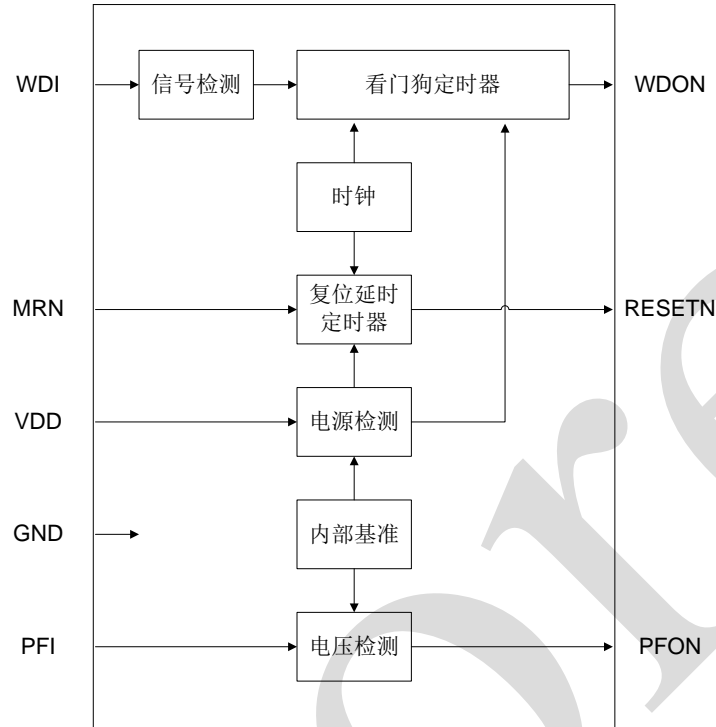 WDI
信号检测
看门狗定时器
WDON
时钟
MRN
复位延时
定时器
RESETN
VDD
电源检测
GND
内部基准
PFI
电压检测
PFON